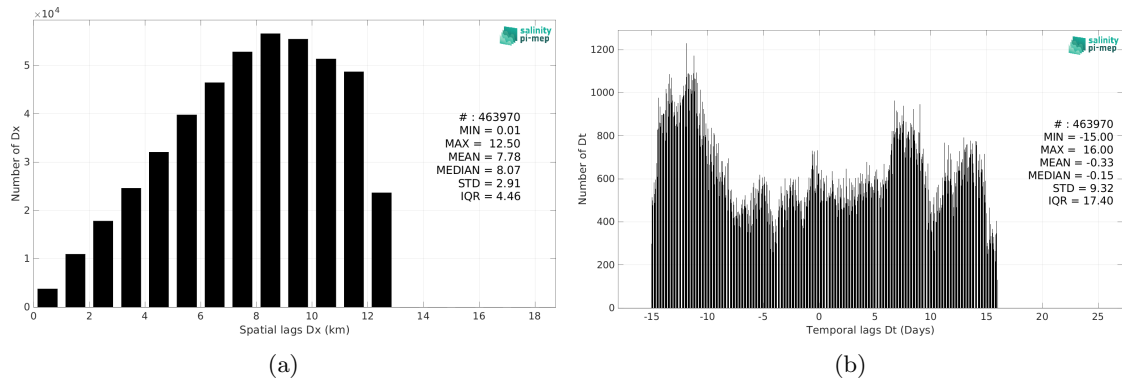 ×10⁴
5
4
3
2
1
0
Number of Dx
0 2 4 6 8 10 12 14 16 18
Spatial lags Dx (km)
salinity
pi-mep
# : 463970
MIN = 0.01
MAX = 12.50
MEAN = 7.78
MEDIAN = 8.07
STD = 2.91
IQR = 4.46
(a)
1200
1000
800
600
400
200
0
Number of Dt
-15 -10 -5 0 5 10 15 20 25
Temporal lags Dt (Days)
salinity
pi-mep
# : 463970
MIN = -15.00
MAX = 16.00
MEAN = -0.33
MEDIAN = -0.15
STD = 9.32
IQR = 17.40
(b)